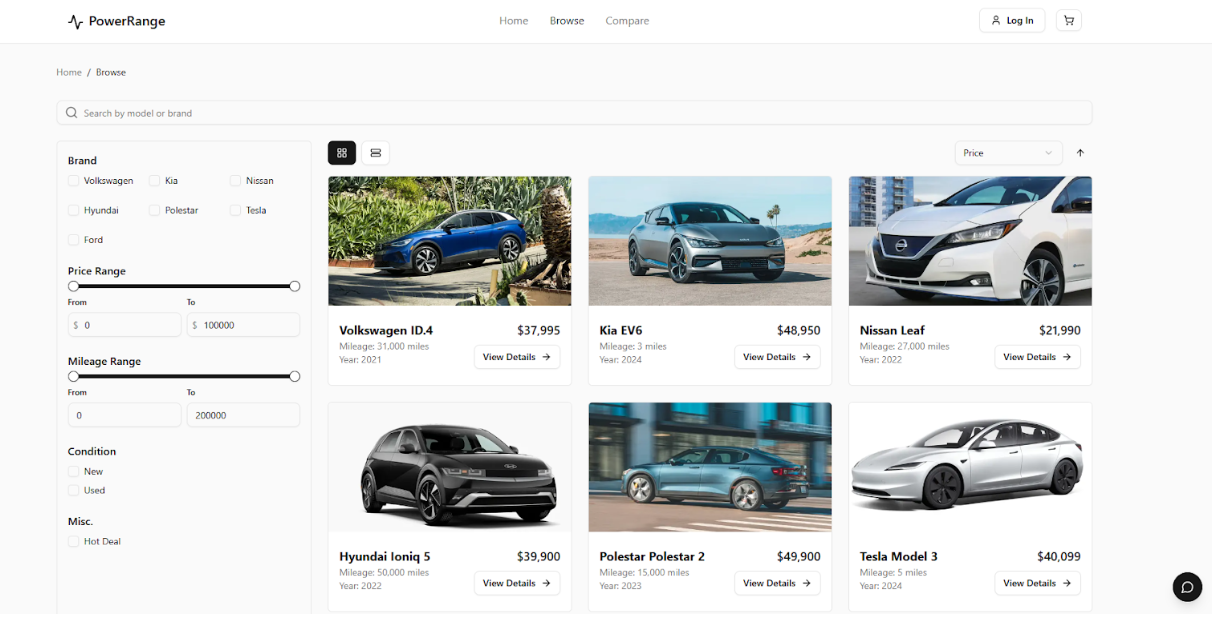 PowerRange
Home Browse Compare
Log In
Home / Browse
Search by model or brand
Brand
Volkswagen Kia Nissan
Hyundai Polestar Tesla
Ford
Price Range
From To
$ 0 $ 100000
Mileage Range
From To
0 200000
Condition
New
Used
Misc.
Hot Deal
Price
Volkswagen ID.4 $37,995
Mileage: 31,000 miles
Year: 2021
View Details
Kia EV6 $48,950
Mileage: 3 miles
Year: 2024
View Details
Nissan Leaf $21,990
Mileage: 27,000 miles
Year: 2022
View Details
Hyundai Ioniq 5 $39,900
Mileage: 50,000 miles
Year: 2022
View Details
Polestar Polestar 2 $49,900
Mileage: 15,000 miles
Year: 2023
View Details
Tesla Model 3 $40,099
Mileage: 5 miles
Year: 2024
View Details